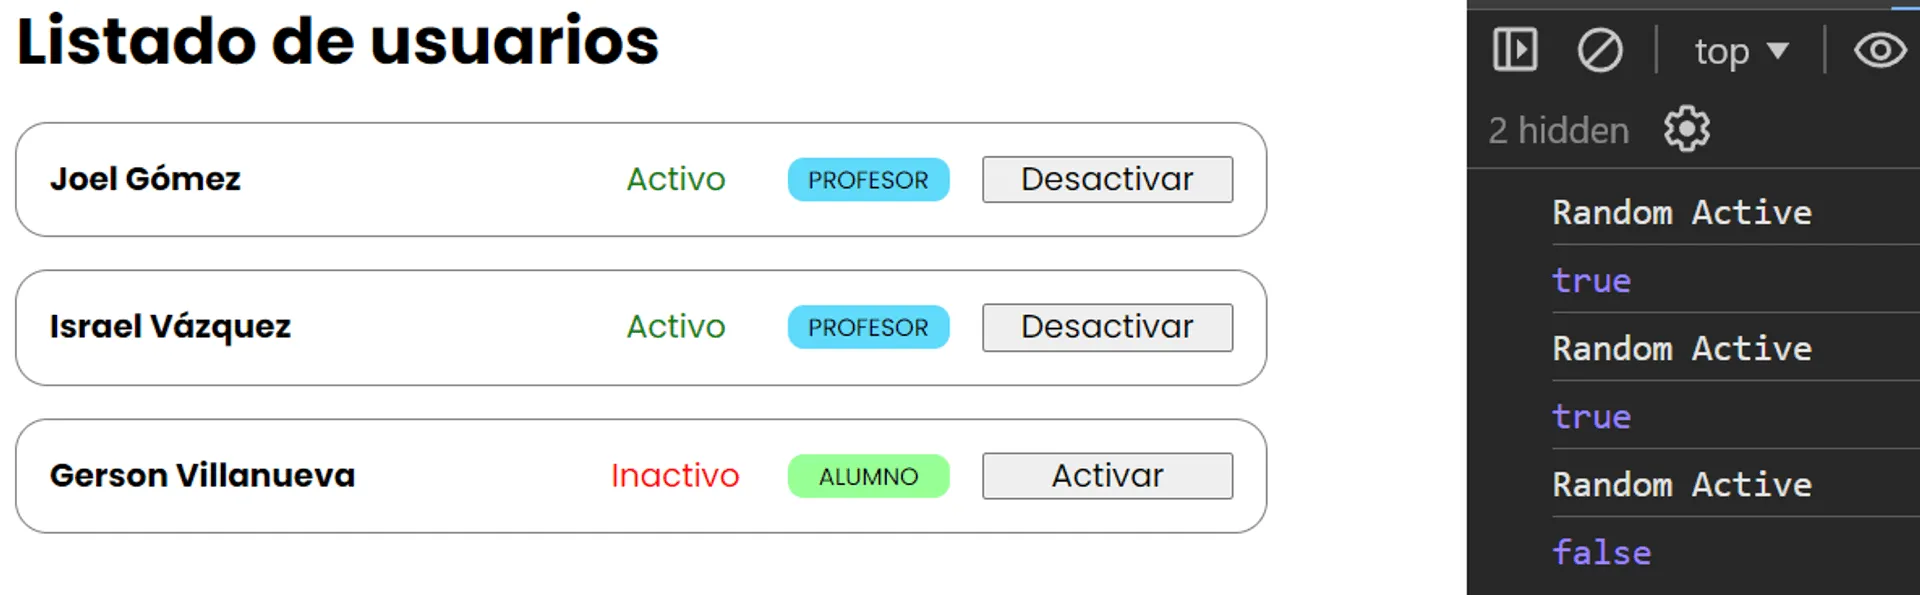 Listado de usuarios
Joel Gómez Activo PROFESOR Desactivar
Israel Vázquez Activo PROFESOR Desactivar
Gerson Villanueva Inactivo ALUMNO Activar
top
2 hidden
Random Active
true
Random Active
true
Random Active
false